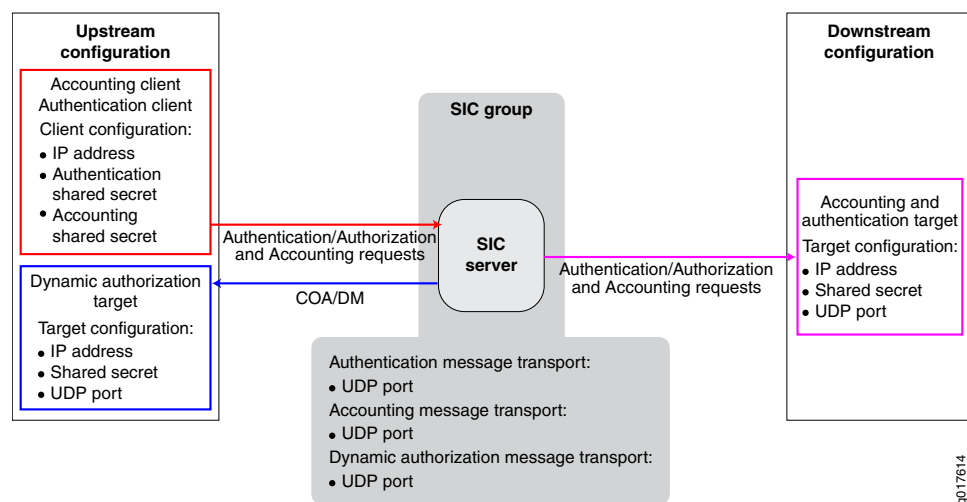 Upstream
configuration
Accounting client
Authentication client
Client configuration:
• IP address
• Authentication
shared secret
• Accounting
shared secret
Dynamic authorization
target
Target configuration:
• IP address
• Shared secret
• UDP port
Authentication/Authorization
and Accounting requests
COA/DM
SIC group
SIC
server
Authentication message transport:
• UDP port
Accounting message transport:
• UDP port
Dynamic authorization message transport:
• UDP port
Authentication/Authorization
and Accounting requests
Downstream
configuration
Accounting and
authentication target
Target configuration:
• IP address
• Shared secret
• UDP port